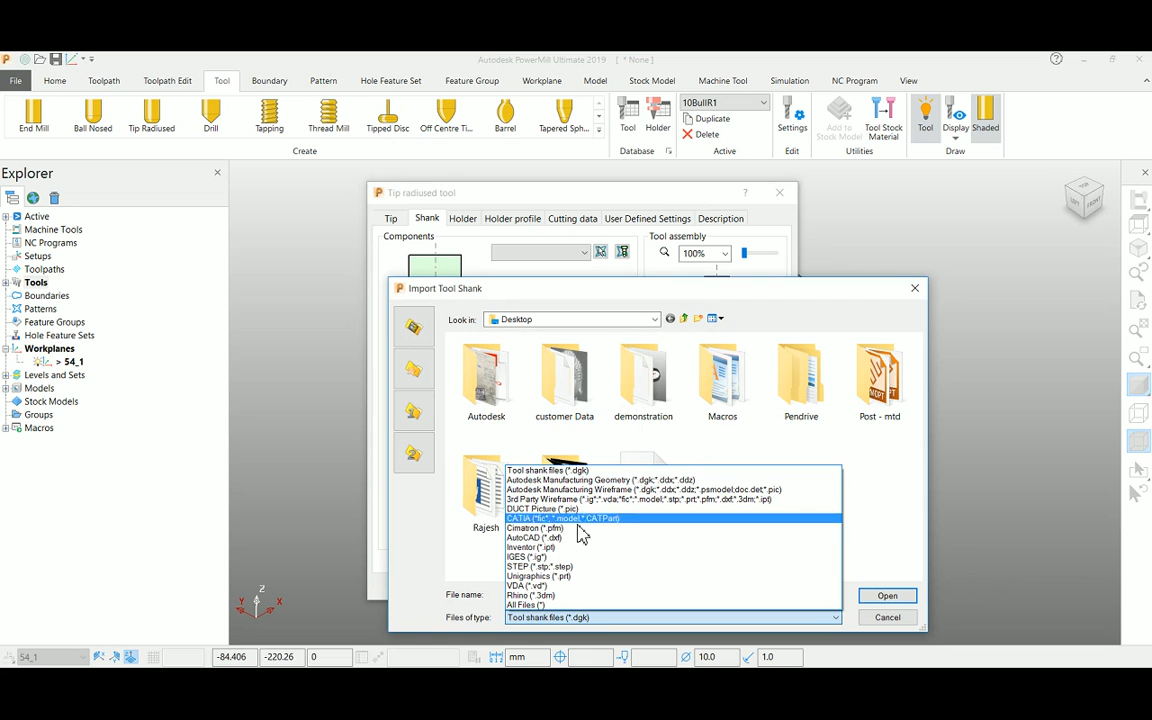 Autodesk PowerMill Ultimate 2019 [ * None ]
File Home Toolpath Toolpath Edit Tool Boundary Pattern Hole Feature Set Feature Group Workplane Model Stock Model Machine Tool Simulation NC Program View
10BullR1
Duplicate
Delete
End Mill Ball Nosed Tip Radiused Drill Tapping Thread Mill Tipped Disc Off Centre Ti... Barrel Tapered Sph...
Tool Holder
Settings
Add to Stock Model
Tool Stock Material
Tool Display Shaded
Create Database Active Edit Utilities Draw
Explorer
Active
Machine Tools
NC Programs
Setups
Toolpaths
Tools
Boundaries
Patterns
Feature Groups
Hole Feature Sets
Workplanes
> 54_1
Levels and Sets
Models
Stock Models
Groups
Macros
Tip radiused tool
Tip Shank Holder Holder profile Cutting data User Defined Settings Description
Components
Tool assembly
100%
Import Tool Shank
Look in: Desktop
Autodesk customer Data demonstration Macros Pendrive Post - mtd
Rajesh
Tool shank files (*.dgk)
Autodesk Manufacturing Geometry (*.dgk;*.ddx;*.ddz)
Autodesk Manufacturing Wireframe (*.dgk;*.ddx;*.ddz;*.psmodel;doc.det;*.pic)
3rd Party Wireframe (*.ig*;*.vda;*fic*;*.model;*.stp;*.prt;*.pfm;*.dxf;*.3dm;*.ipt)
DUCT Picture (*.pic)
CATIA (*fic*, *.model,*.CATPart)
Cimatron (*.pfm)
AutoCAD (*.dxf)
Inventor (*.ipt)
IGES (*.ig*)
STEP (*.stp;*.step)
Unigraphics (*.prt)
VDA (*.vd*)
Rhino (*.3dm)
All Files (*)
File name:
Open
Files of type: Tool shank files (*.dgk)
Cancel
TOP
LEFT FRONT
Z
Y X
54_1 -84.406 -220.26 0 mm 10.0 1.0